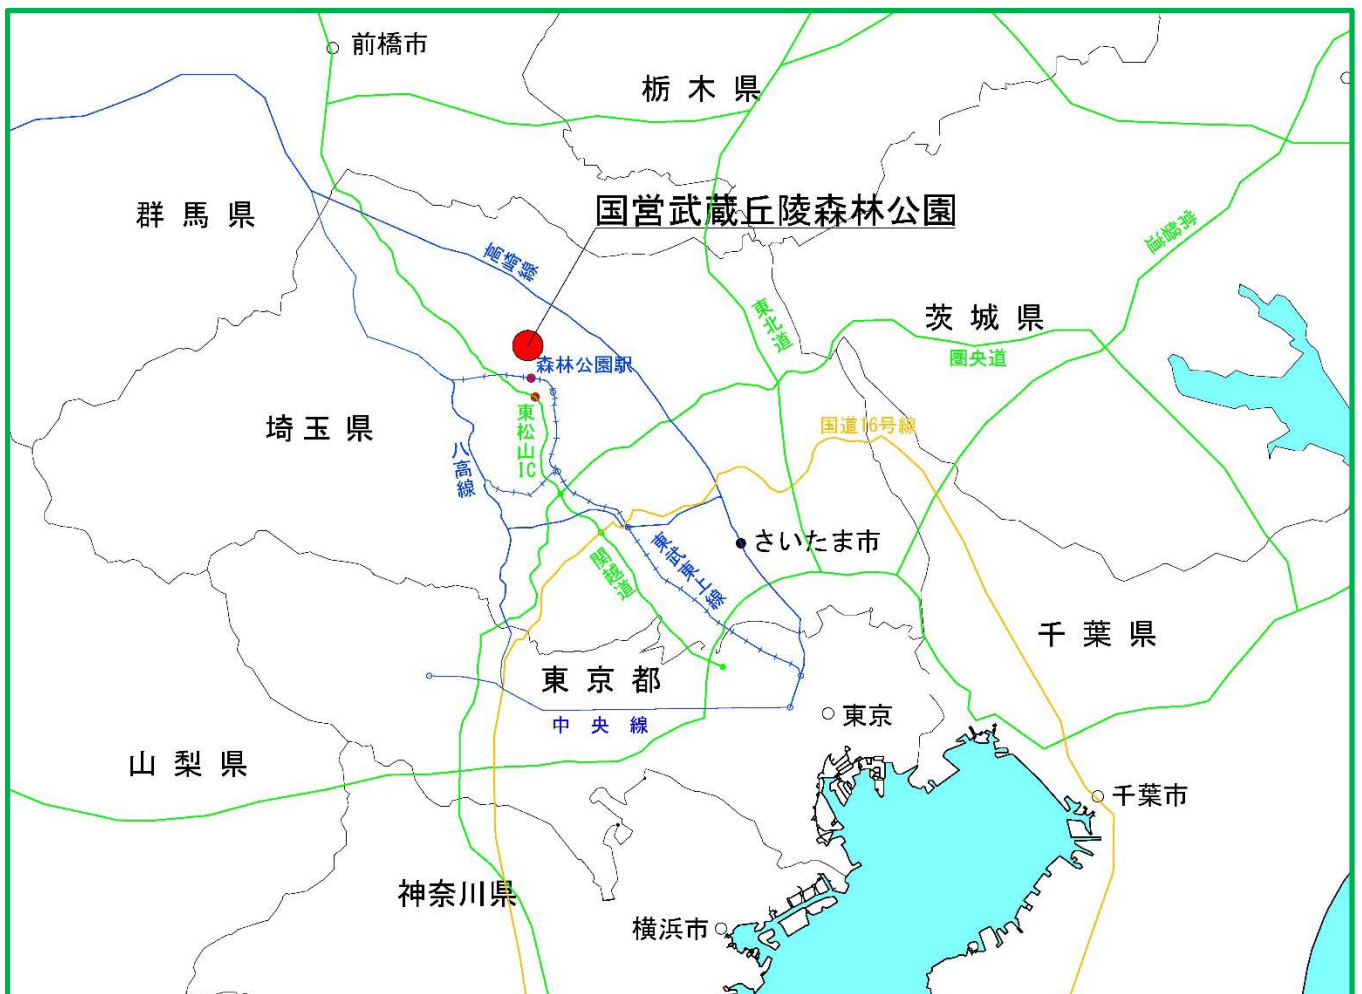 前橋市
栃木県
群馬県
国営武蔵丘陵森林公園
常磐道
高崎線
東北道
茨城県
圏央道
森林公園駅
東松山IC
国道16号線
埼玉県
八高線
さいたま市
東武東上線
関越道
千葉県
東京都
東京
中央線
山梨県
千葉市
神奈川県
横浜市